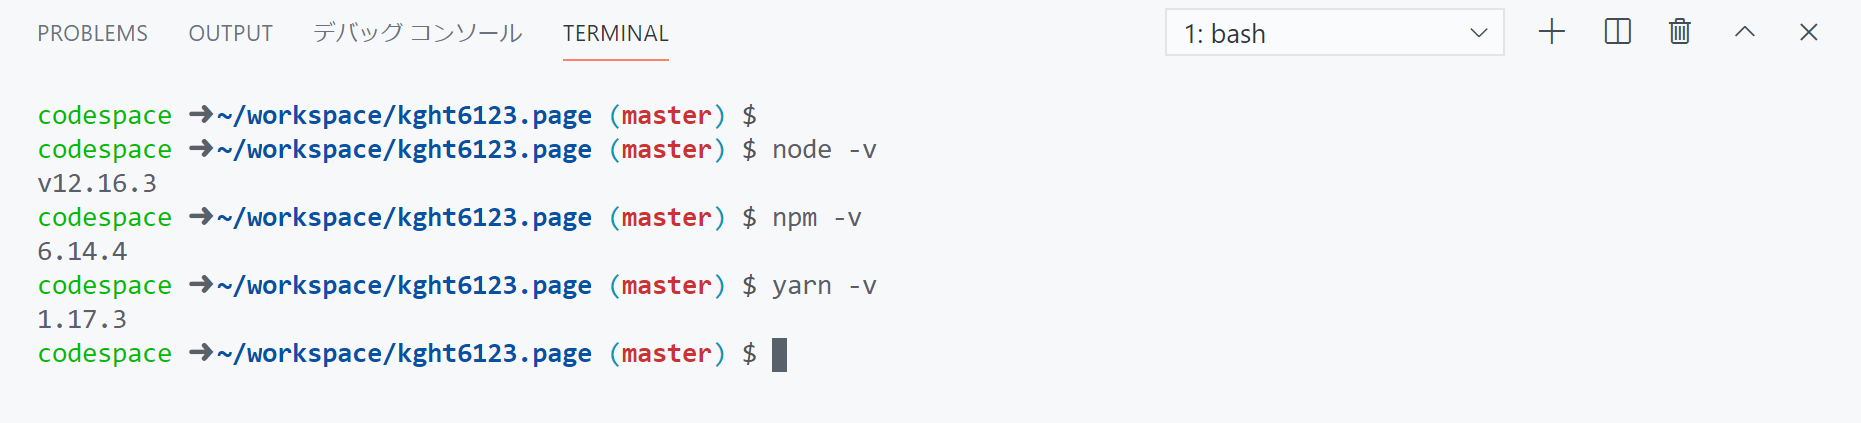 PROBLEMS OUTPUT デバッグ コンソール TERMINAL 1: bash
codespace ➜~/workspace/kght6123.page (master) $
codespace ➜~/workspace/kght6123.page (master) $ node -v
v12.16.3
codespace ➜~/workspace/kght6123.page (master) $ npm -v
6.14.4
codespace ➜~/workspace/kght6123.page (master) $ yarn -v
1.17.3
codespace ➜~/workspace/kght6123.page (master) $